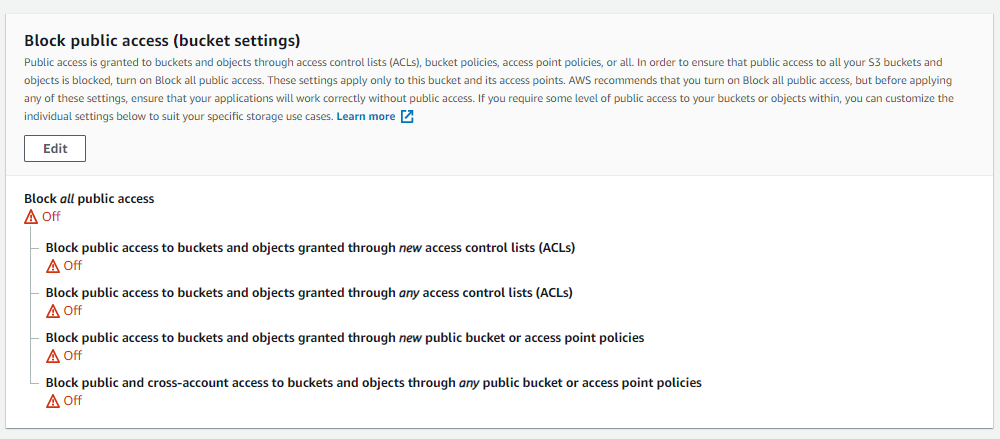 Block public access (bucket settings)
Public access is granted to buckets and objects through access control lists (ACLs), bucket policies, access point policies, or all. In order to ensure that public access to all your S3 buckets and
objects is blocked, turn on Block all public access. These settings apply only to this bucket and its access points. AWS recommends that you turn on Block all public access, but before applying
any of these settings, ensure that your applications will work correctly without public access. If you require some level of public access to your buckets or objects within, you can customize the
individual settings below to suit your specific storage use cases. Learn more
Edit
Block all public access
Off
Block public access to buckets and objects granted through new access control lists (ACLs)
Off
Block public access to buckets and objects granted through any access control lists (ACLs)
Off
Block public access to buckets and objects granted through new public bucket or access point policies
Off
Block public and cross-account access to buckets and objects through any public bucket or access point policies
Off